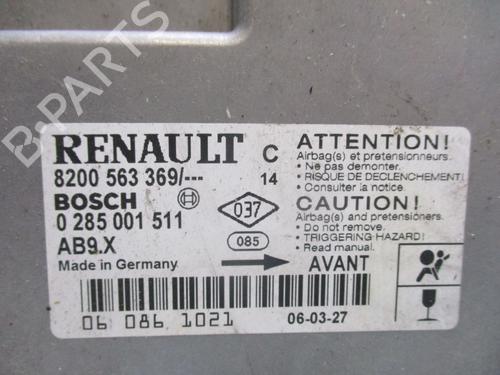 B-PARTS
RENAULT C
8200 563 369/--- 14
BOSCH
0 285 001 511
AB9.X
Made in Germany
037
085
AVANT
ATTENTION!
Airbag(s) et pretensionneurs.
• Ne pas demonter.
• RISQUE DE DECLENCHEMENT!
• Consulter la notice.
CAUTION!
Airbag(s) and pretensioners.
• Do not remove.
• TRIGGERING HAZARD!
• Read manual.
06 086 1021
06-03-27